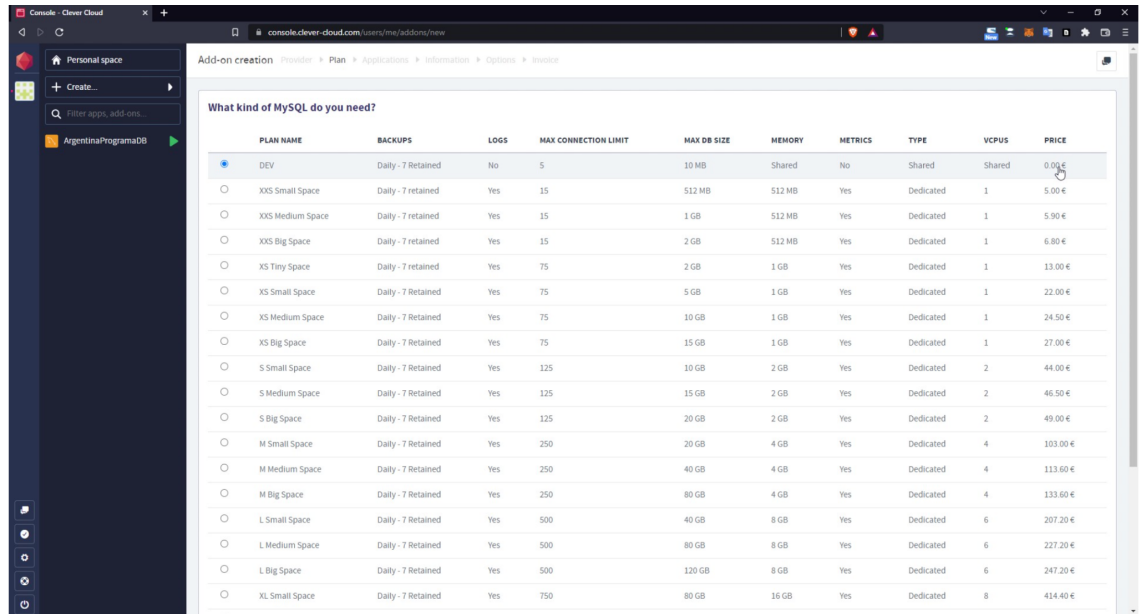 Console - Clever Cloud
console.clever-cloud.com/users/me/addons/new
New
Personal space
Create...
Filter apps, add-ons...
ArgentinaProgramaDB
Add-on creation Provider Plan Applications Information Options Invoice
What kind of MySQL do you need?
PLAN NAME BACKUPS LOGS MAX CONNECTION LIMIT MAX DB SIZE MEMORY METRICS TYPE VCPUS PRICE
DEV Daily - 7 Retained No 5 10 MB Shared No Shared Shared 0.00 €
XXS Small Space Daily - 7 retained Yes 15 512 MB 512 MB Yes Dedicated 1 5.00 €
XXS Medium Space Daily - 7 retained Yes 15 1 GB 512 MB Yes Dedicated 1 5.90 €
XXS Big Space Daily - 7 retained Yes 15 2 GB 512 MB Yes Dedicated 1 6.80 €
XS Tiny Space Daily - 7 retained Yes 75 2 GB 1 GB Yes Dedicated 1 13.00 €
XS Small Space Daily - 7 Retained Yes 75 5 GB 1 GB Yes Dedicated 1 22.00 €
XS Medium Space Daily - 7 Retained Yes 75 10 GB 1 GB Yes Dedicated 1 24.50 €
XS Big Space Daily - 7 Retained Yes 75 15 GB 1 GB Yes Dedicated 1 27.00 €
S Small Space Daily - 7 Retained Yes 125 10 GB 2 GB Yes Dedicated 2 44.00 €
S Medium Space Daily - 7 Retained Yes 125 15 GB 2 GB Yes Dedicated 2 46.50 €
S Big Space Daily - 7 Retained Yes 125 20 GB 2 GB Yes Dedicated 2 49.00 €
M Small Space Daily - 7 Retained Yes 250 20 GB 4 GB Yes Dedicated 4 103.00 €
M Medium Space Daily - 7 Retained Yes 250 40 GB 4 GB Yes Dedicated 4 113.60 €
M Big Space Daily - 7 Retained Yes 250 80 GB 4 GB Yes Dedicated 4 133.60 €
L Small Space Daily - 7 Retained Yes 500 40 GB 8 GB Yes Dedicated 6 207.20 €
L Medium Space Daily - 7 Retained Yes 500 80 GB 8 GB Yes Dedicated 6 227.20 €
L Big Space Daily - 7 Retained Yes 500 120 GB 8 GB Yes Dedicated 6 247.20 €
XL Small Space Daily - 7 Retained Yes 750 80 GB 16 GB Yes Dedicated 8 414.40 €